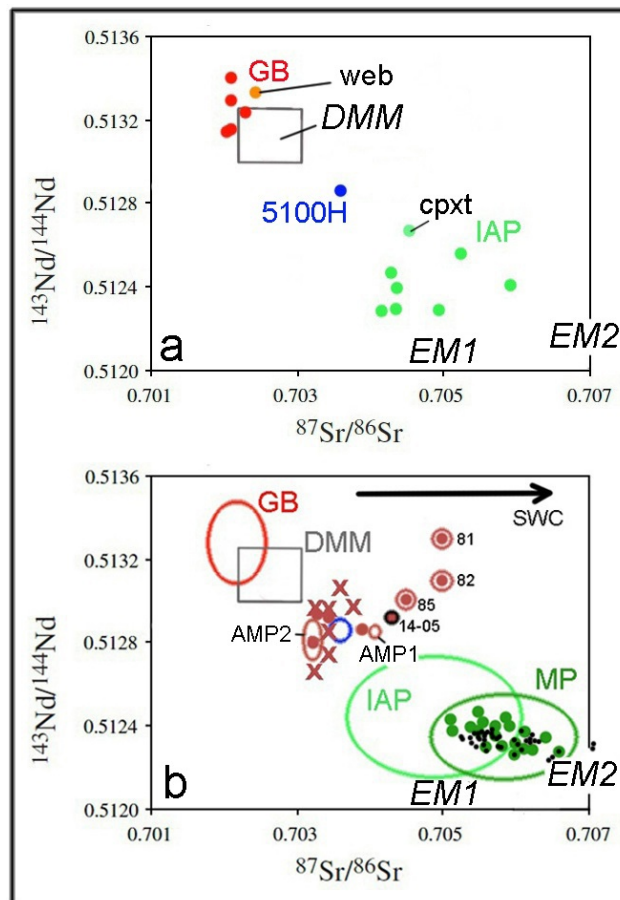 0.5136
GB
web
DMM
0.5132
0.5128
5100H
cpxt
IAP
0.5124
a
EM1
EM2
0.5120
0.701
0.703
0.705
0.707
143Nd/144Nd
87Sr/86Sr
0.5136
GB
SWC
DMM
81
0.5132
82
85
14-05
AMP2
X
X
X
X
X
X
X
X
0.5128
AMP1
IAP
MP
0.5124
b
EM1
EM2
0.5120
0.701
0.703
0.705
0.707
143Nd/144Nd
87Sr/86Sr